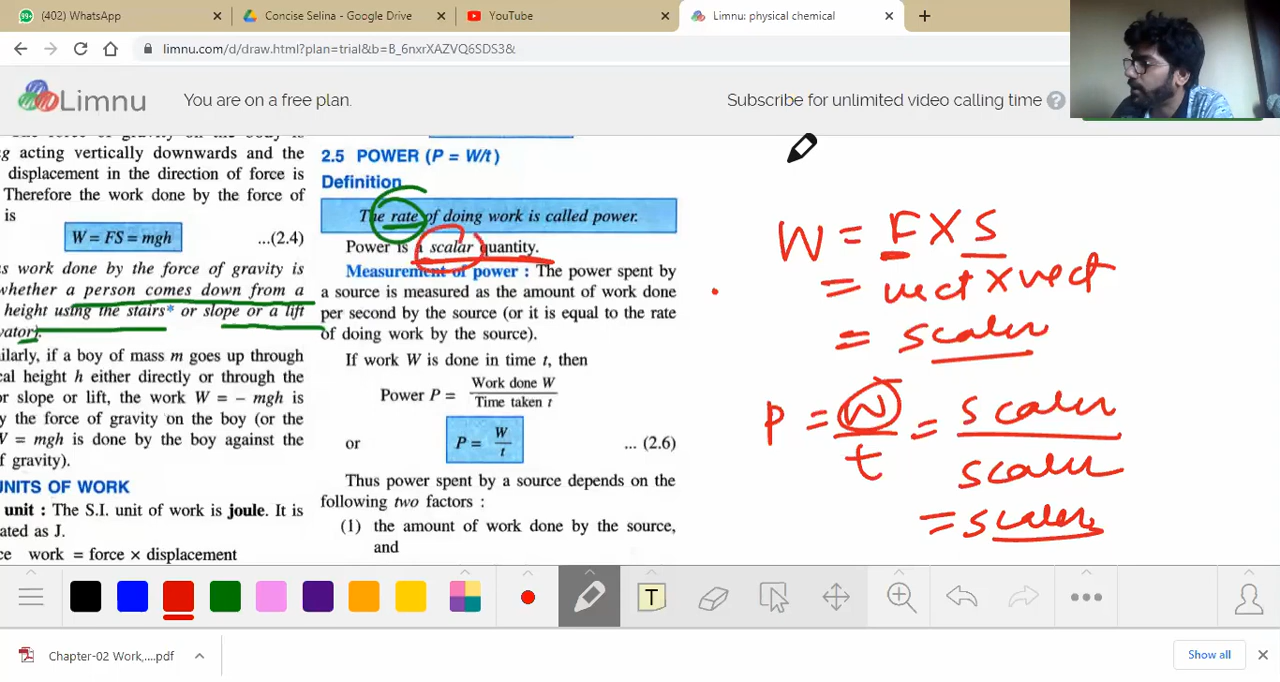 (402) WhatsApp
Concise Selina - Google Drive
YouTube
Limnu: physical chemical
limnu.com/d/draw.html?plan=trial&b=B_6nxrXAZVQ6SDS3&
Limnu
You are on a free plan.
Subscribe for unlimited video calling time ?
g acting vertically downwards and the
displacement in the direction of force is
Therefore the work done by the force of
is
W = FS = mgh ...(2.4)
s work done by the force of gravity is
whether a person comes down from a
height using the stairs* or slope or a lift
vator).
ilarly, if a boy of mass m goes up through
cal height h either directly or through the
or slope or lift, the work W = – mgh is
y the force of gravity on the boy (or the
W = mgh is done by the boy against the
f gravity).
UNITS OF WORK
unit : The S.I. unit of work is joule. It is
ated as J.
ce work = force × displacement
2.5 POWER (P = W/t)
Definition
The rate of doing work is called power.
Power is a scalar quantity.
Measurement of power : The power spent by
a source is measured as the amount of work done
per second by the source (or it is equal to the rate
of doing work by the source).
If work W is done in time t, then
Power P = Work done W
Time taken t
or P = W
t ... (2.6)
Thus power spent by a source depends on the
following two factors :
(1) the amount of work done by the source,
and
W = F X S
= vect x vect
= scaler
P = W = scaler
t scaler
= scaler
T
Chapter-02 Work,....pdf
Show all